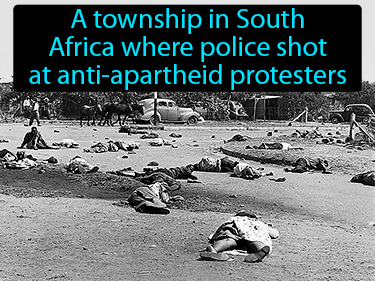 A township in South
Africa where police shot
at anti-apartheid protesters